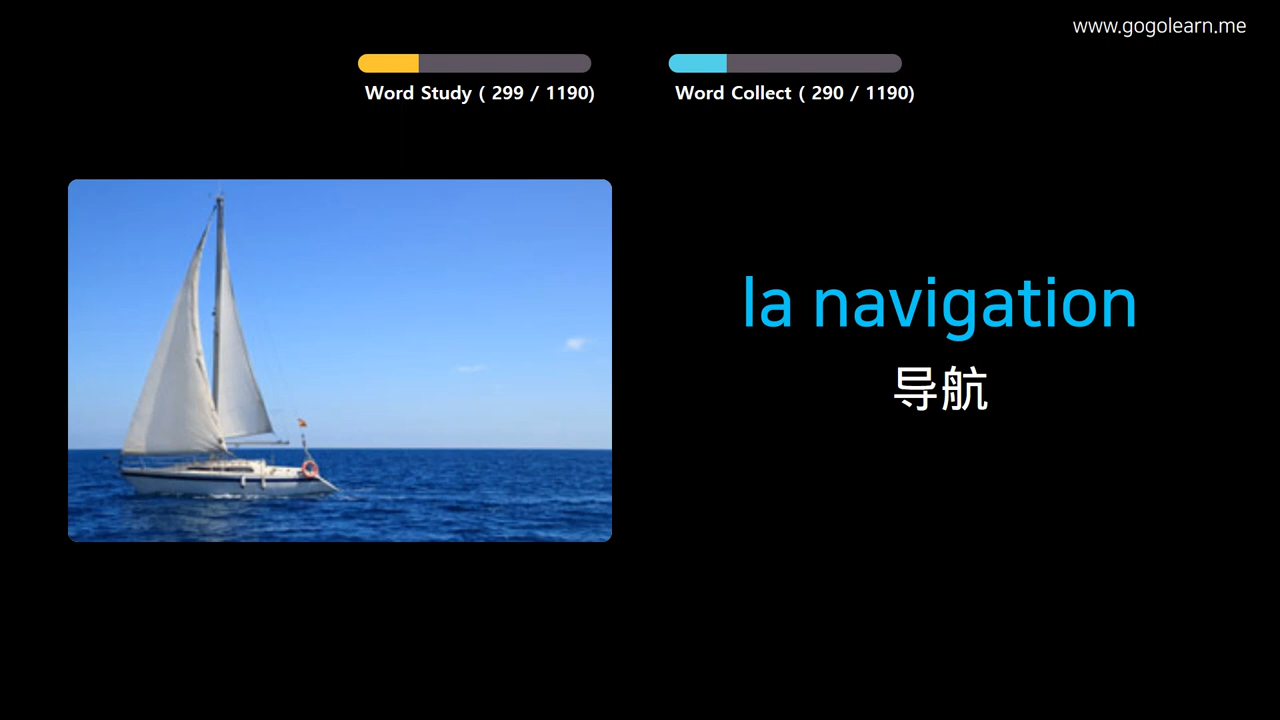 www.gogolearn.me
Word Study ( 299 / 1190)
Word Collect ( 290 / 1190)
la navigation
导航